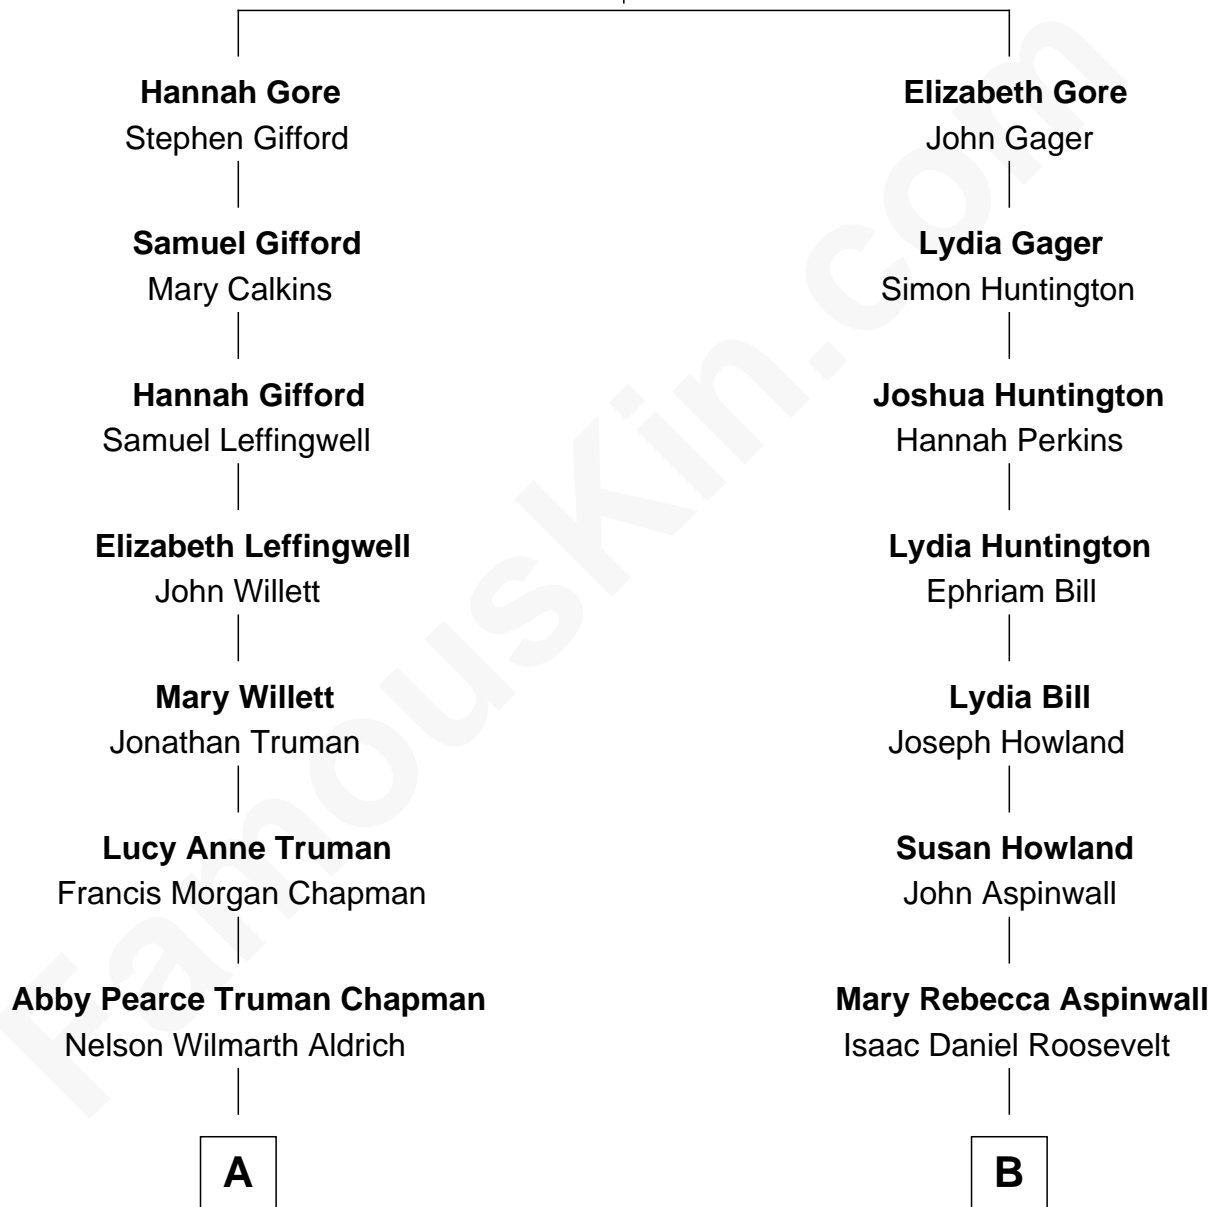 Hannah Gore
Stephen Gifford
Samuel Gifford
Mary Calkins
Hannah Gifford
Samuel Leffingwell
Elizabeth Leffingwell
John Willett
Mary Willett
Jonathan Truman
Lucy Anne Truman
Francis Morgan Chapman
Abby Pearce Truman Chapman
Nelson Wilmarth Aldrich
A
Elizabeth Gore
John Gager
Lydia Gager
Simon Huntington
Joshua Huntington
Hannah Perkins
Lydia Huntington
Ephriam Bill
Lydia Bill
Joseph Howland
Susan Howland
John Aspinwall
Mary Rebecca Aspinwall
Isaac Daniel Roosevelt
B
FamousKin.com